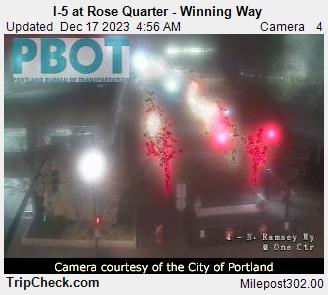 I-5 at Rose Quarter - Winning Way
Updated Dec 17 2023 4:56 AM Camera 4
PBOT
PORTLAND BUREAU OF TRANSPORTATION
4 - N. Ramsey Wy
@ One Ctr
Camera courtesy of the City of Portland
TripCheck.com Milepost302.00